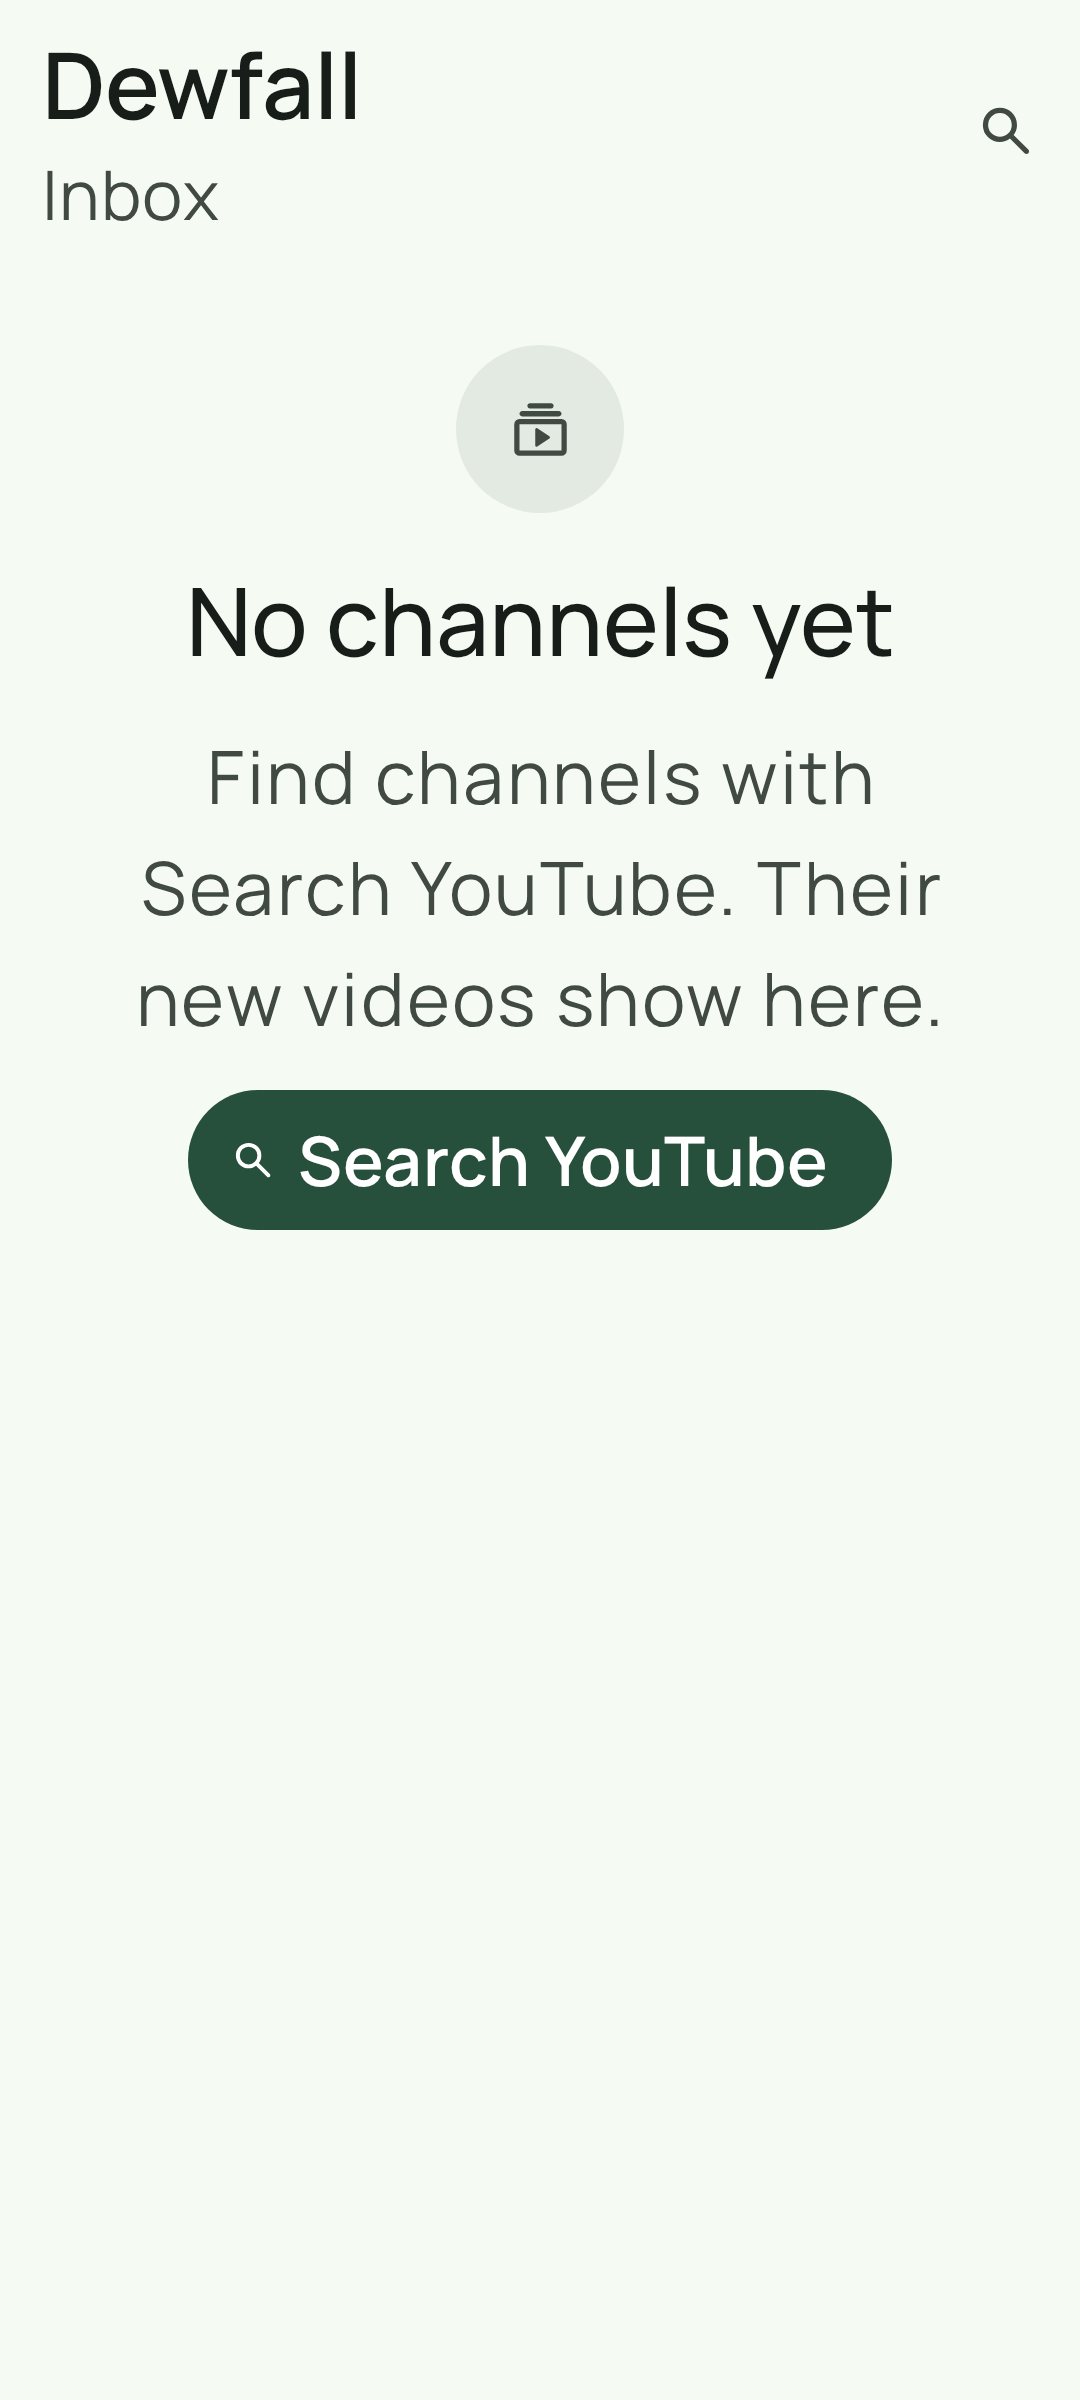 Dewfall
Inbox
No channels yet
Find channels with
Search YouTube. Their
new videos show here.
Search YouTube